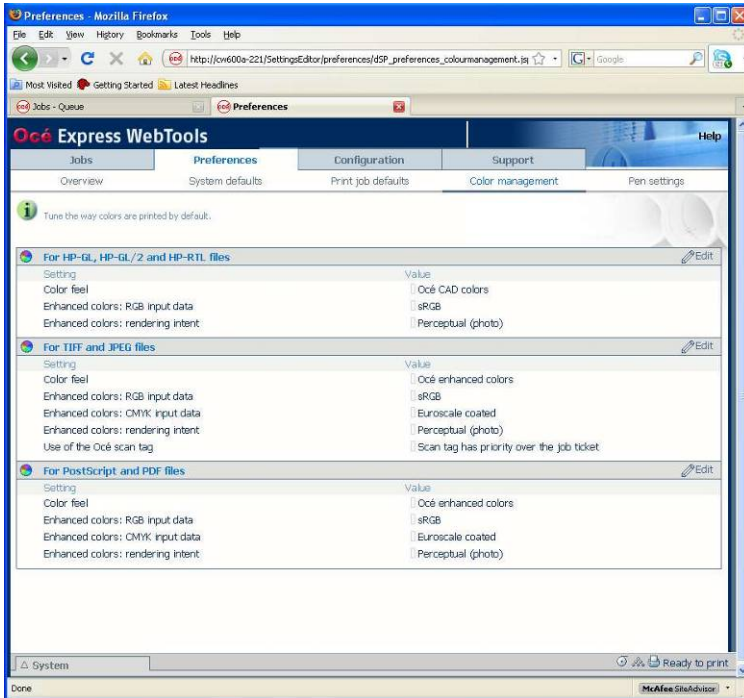 Preferences - Mozilla Firefox
File Edit View History Bookmarks Tools Help
http://cw600a-221/SettingsEditor/preferences/dSP_preferences_colourmanagement.jsp Google
Most Visited Getting Started Latest Headlines
Jobs - Queue Preferences
Océ Express WebTools Help
Jobs Preferences Configuration Support
Overview System defaults Print job defaults Color management Pen settings
Tune the way colors are printed by default.
For HP-GL, HP-GL/2 and HP-RTL files Edit
Setting Value
Color feel Océ CAD colors
Enhanced colors: RGB input data sRGB
Enhanced colors: rendering intent Perceptual (photo)
For TIFF and JPEG files Edit
Setting Value
Color feel Océ enhanced colors
Enhanced colors: RGB input data sRGB
Enhanced colors: CMYK input data Euroscale coated
Enhanced colors: rendering intent Perceptual (photo)
Use of the Océ scan tag Scan tag has priority over the job ticket
For PostScript and PDF files Edit
Setting Value
Color feel Océ enhanced colors
Enhanced colors: RGB input data sRGB
Enhanced colors: CMYK input data Euroscale coated
Enhanced colors: rendering intent Perceptual (photo)
System Ready to print
Done McAfee SiteAdvisor